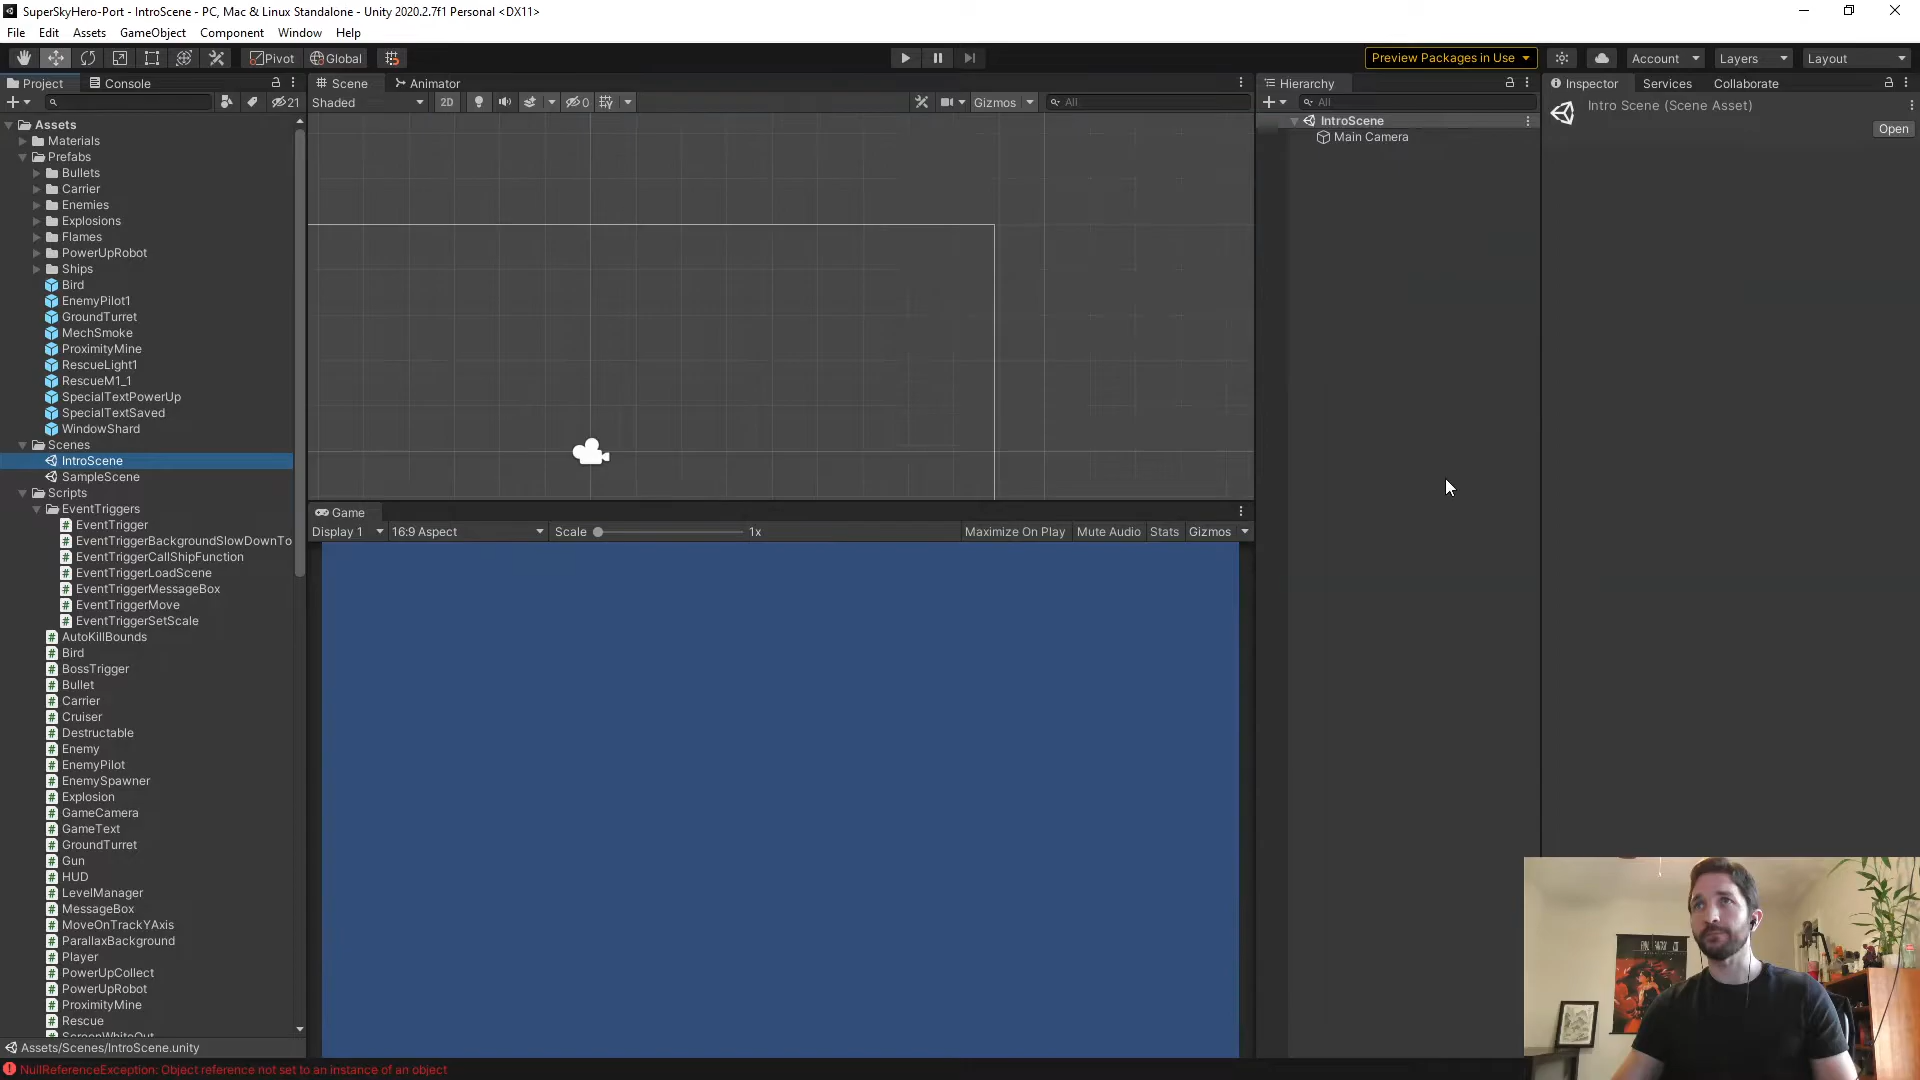 SuperSkyHero-Port - IntroScene - PC, Mac & Linux Standalone - Unity 2020.2.7f1 Personal <DX11>
File Edit Assets GameObject Component Window Help
Pivot Global Preview Packages in Use Account Layers Layout
Project Console
21
Assets
Materials
Prefabs
Bullets
Carrier
Enemies
Explosions
Flames
PowerUpRobot
Ships
Bird
EnemyPilot1
GroundTurret
MechSmoke
ProximityMine
RescueLight1
RescueM1_1
SpecialTextPowerUp
SpecialTextSaved
WindowShard
Scenes
IntroScene
SampleScene
Scripts
EventTriggers
EventTrigger
EventTriggerBackgroundSlowDownTo
EventTriggerCallShipFunction
EventTriggerLoadScene
EventTriggerMessageBox
EventTriggerMove
EventTriggerSetScale
AutoKillBounds
Bird
BossTrigger
Bullet
Carrier
Cruiser
Destructable
Enemy
EnemyPilot
EnemySpawner
Explosion
GameCamera
GameText
GroundTurret
Gun
HUD
LevelManager
MessageBox
MoveOnTrackYAxis
ParallaxBackground
Player
PowerUpCollect
PowerUpRobot
ProximityMine
Rescue
ScreenWhiteOut
Assets/Scenes/IntroScene.unity
NullReferenceException: Object reference not set to an instance of an object
Scene Animator
Shaded 2D 0 Gizmos All
Game
Display 1 16:9 Aspect Scale 1x Maximize On Play Mute Audio Stats Gizmos
Hierarchy
All
IntroScene
Main Camera
Inspector Services Collaborate
Intro Scene (Scene Asset)
Open